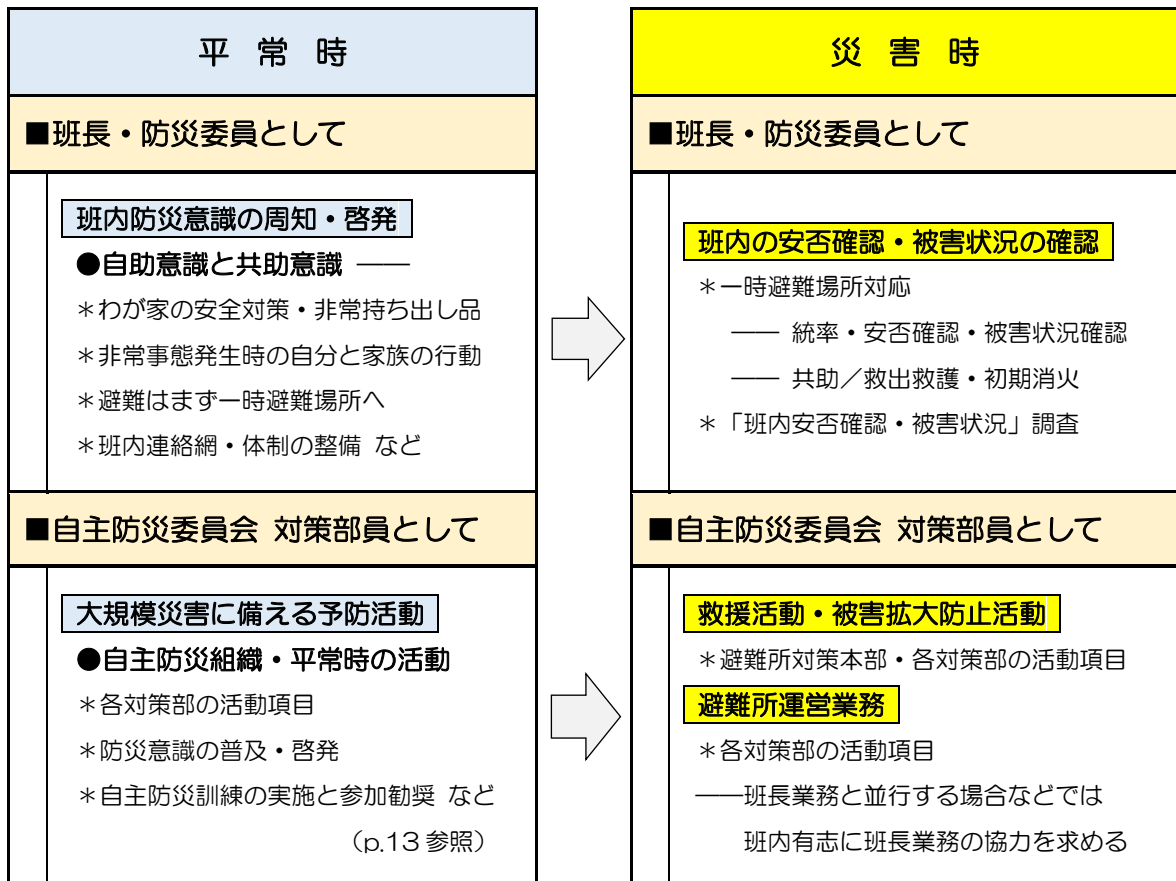 平 常 時
■班長・防災委員として
班内防災意識の周知・啓発
●自助意識と共助意識 ――
＊わが家の安全対策・非常持ち出し品
＊非常事態発生時の自分と家族の行動
＊避難はまず一時避難場所へ
＊班内連絡網・体制の整備 など
■自主防災委員会 対策部員として
大規模災害に備える予防活動
●自主防災組織・平常時の活動
＊各対策部の活動項目
＊防災意識の普及・啓発
＊自主防災訓練の実施と参加勧奨 など
（p.13 参照）
災 害 時
■班長・防災委員として
班内の安否確認・被害状況の確認
＊一時避難場所対応
―― 統率・安否確認・被害状況確認
―― 共助／救出救護・初期消火
＊「班内安否確認・被害状況」調査
■自主防災委員会 対策部員として
救援活動・被害拡大防止活動
＊避難所対策本部・各対策部の活動項目
避難所運営業務
＊各対策部の活動項目
――班長業務と並行する場合などでは
班内有志に班長業務の協力を求める